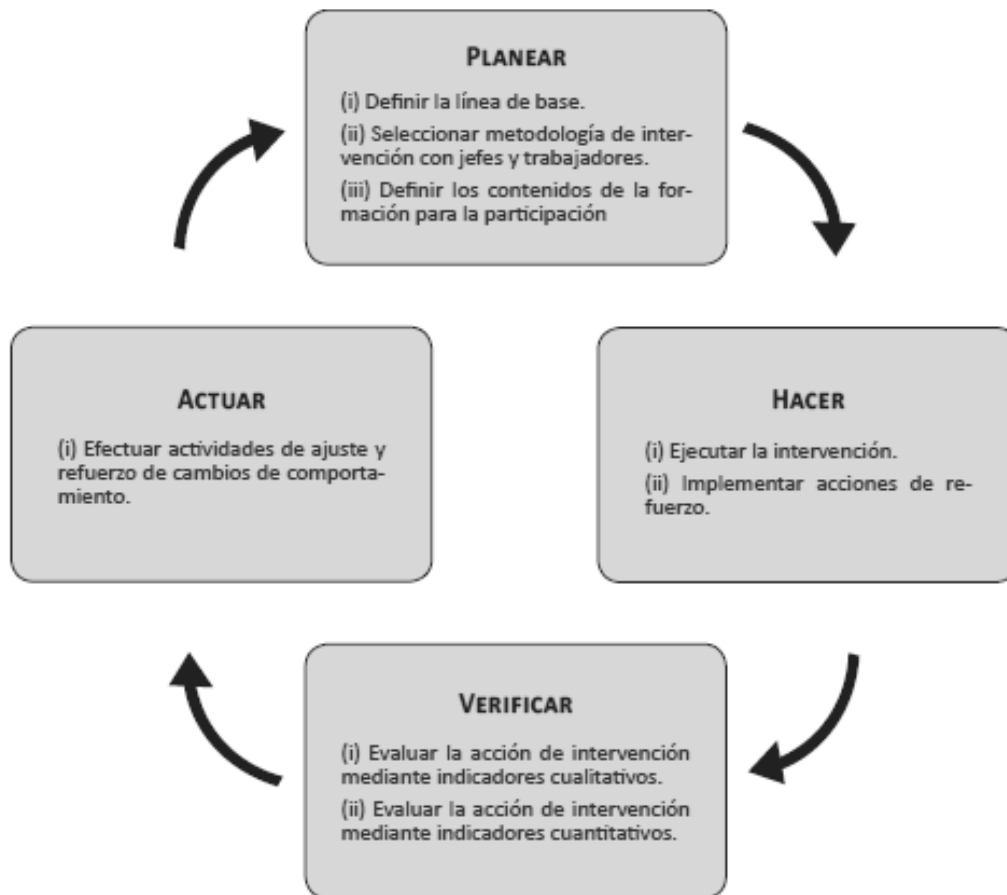 PLANEAR
(i) Definir la línea de base.
(ii) Seleccionar metodología de inter-
vención con jefes y trabajadores.
(iii) Definir los contenidos de la for-
mación para la participación
HACER
(i) Ejecutar la intervención.
(ii) Implementar acciones de re-
fuerzo.
VERIFICAR
(i) Evaluar la acción de intervención
mediante indicadores cualitativos.
(ii) Evaluar la acción de intervención
mediante indicadores cuantitativos.
ACTUAR
(i) Efectuar actividades de ajuste y
refuerzo de cambios de comporta-
miento.